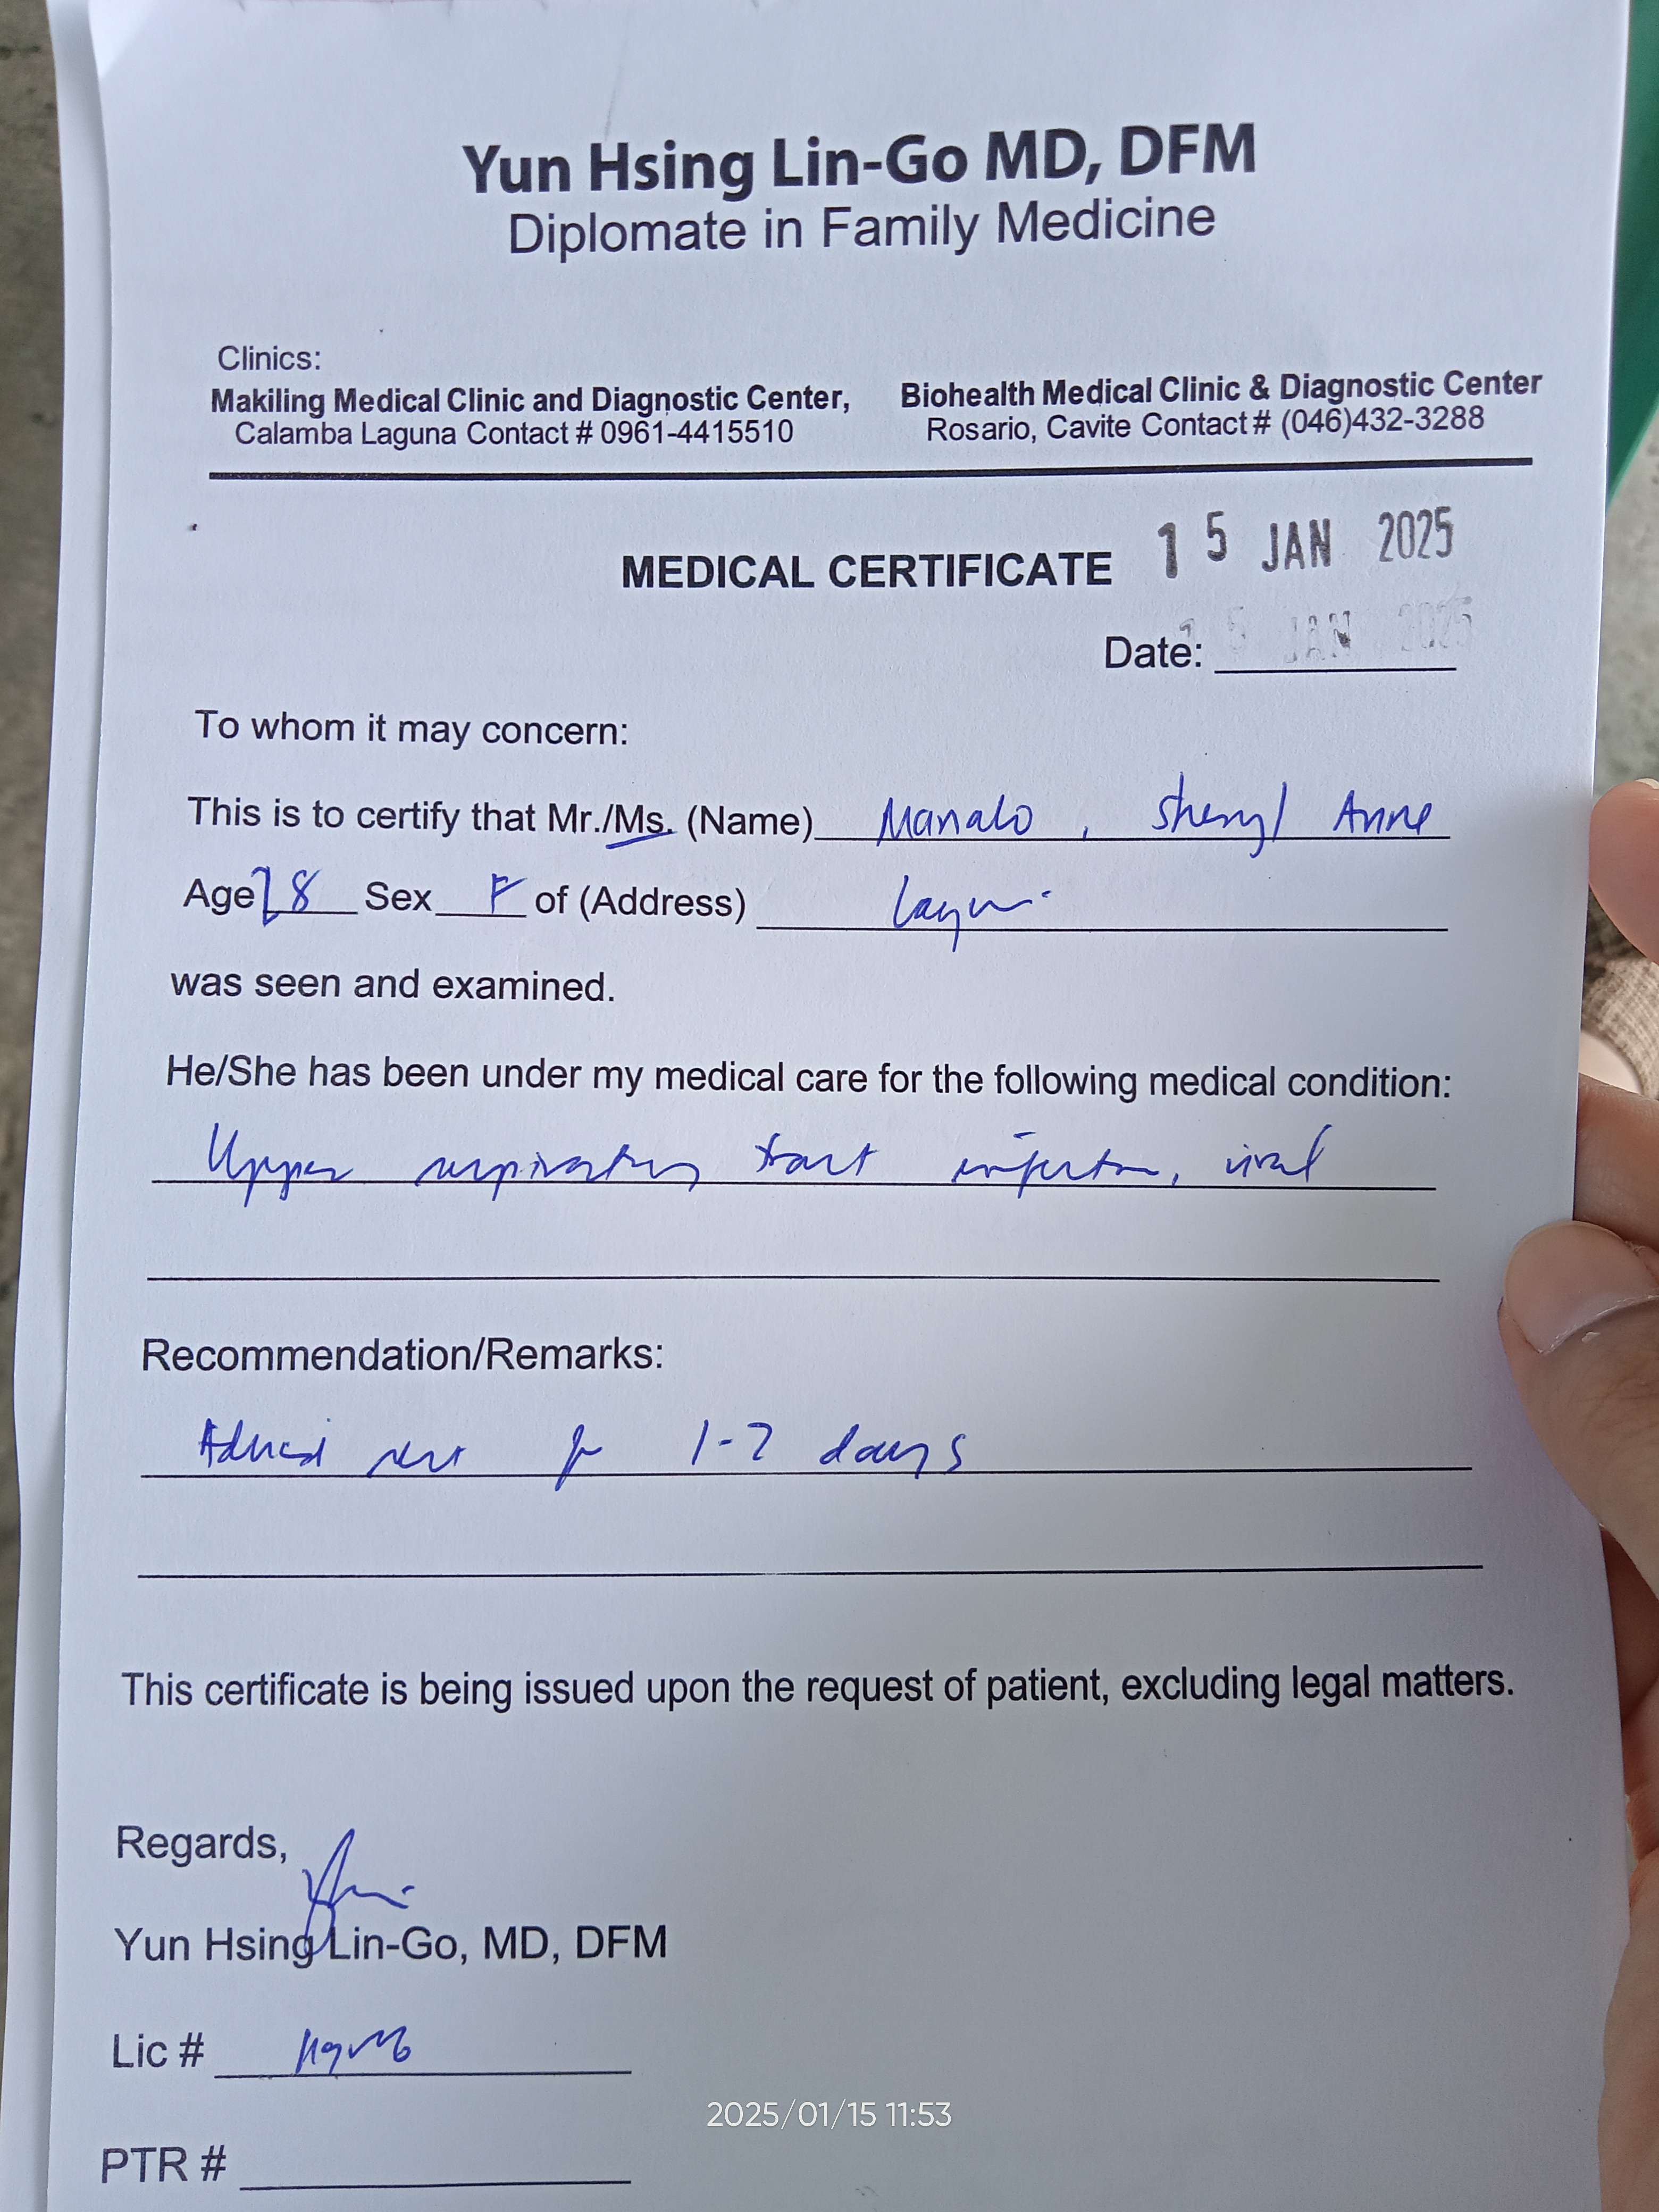 Yun Hsing Lin-Go MD, DFM
Diplomate in Family Medicine
Clinics:
Makiling Medical Clinic and Diagnostic Center,
Calamba Laguna Contact # 0961-4415510
Biohealth Medical Clinic & Diagnostic Center
Rosario, Cavite Contact # (046)432-3288
15 JAN 2025
MEDICAL CERTIFICATE
Date: 15 JAN 2025
To whom it may concern:
This is to certify that Mr./Ms. (Name) Manalo, Sheryl Anne
Age 28 Sex F of (Address) Laguna
was seen and examined.
He/She has been under my medical care for the following medical condition:
Upper respiratory tract infection, viral
Recommendation/Remarks:
Advised rest for 1-2 days
This certificate is being issued upon the request of patient, excluding legal matters.
Regards,
Yun Hsing Lin-Go, MD, DFM
Lic #
2025/01/15 11:53
PTR #